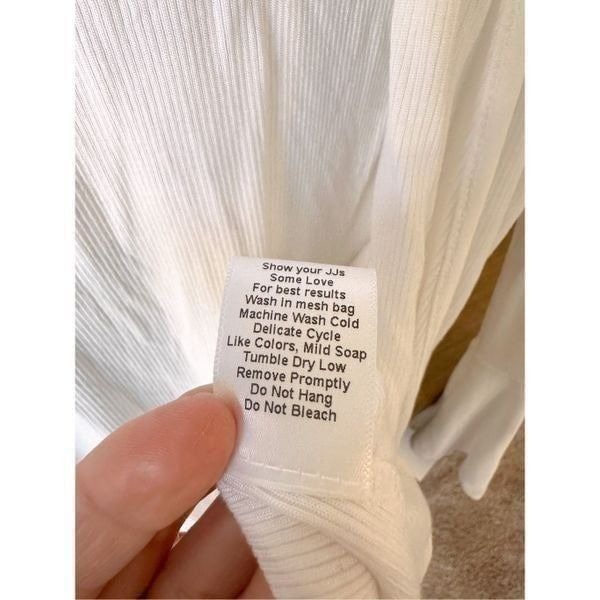 Show your JJs
Some Love
For best results
Wash in mesh bag
Machine Wash Cold
Delicate Cycle
Like Colors, Mild Soap
Tumble Dry Low
Remove Promptly
Do Not Hang
Do Not Bleach